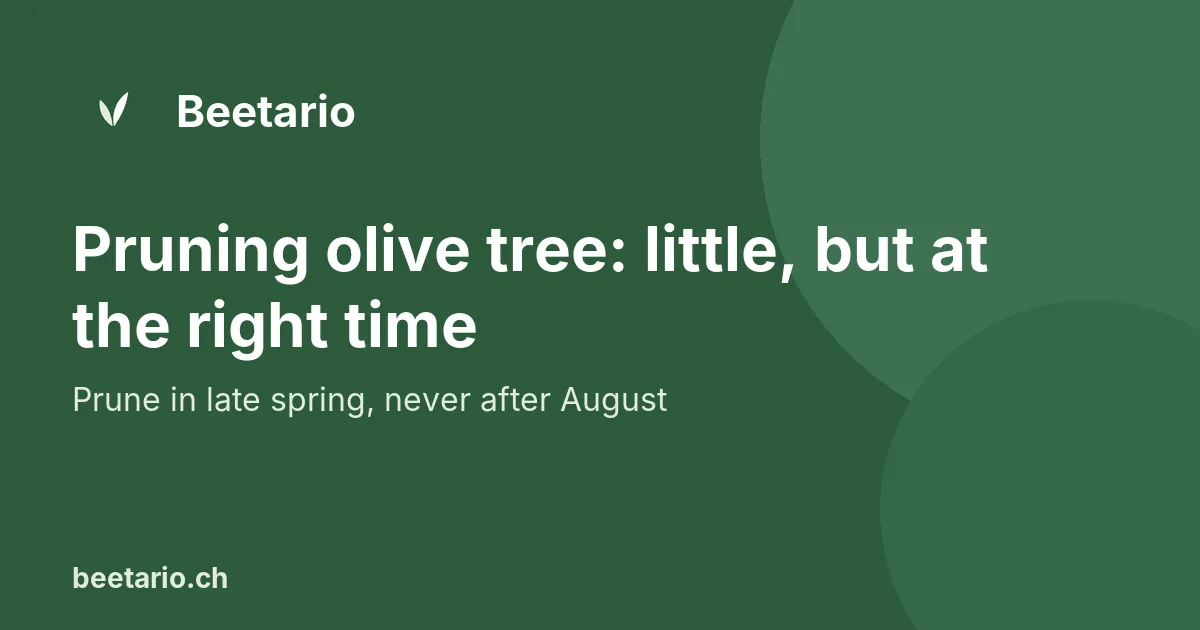 Beetario
Pruning olive tree: little, but at
the right time
Prune in late spring, never after August
beetario.ch